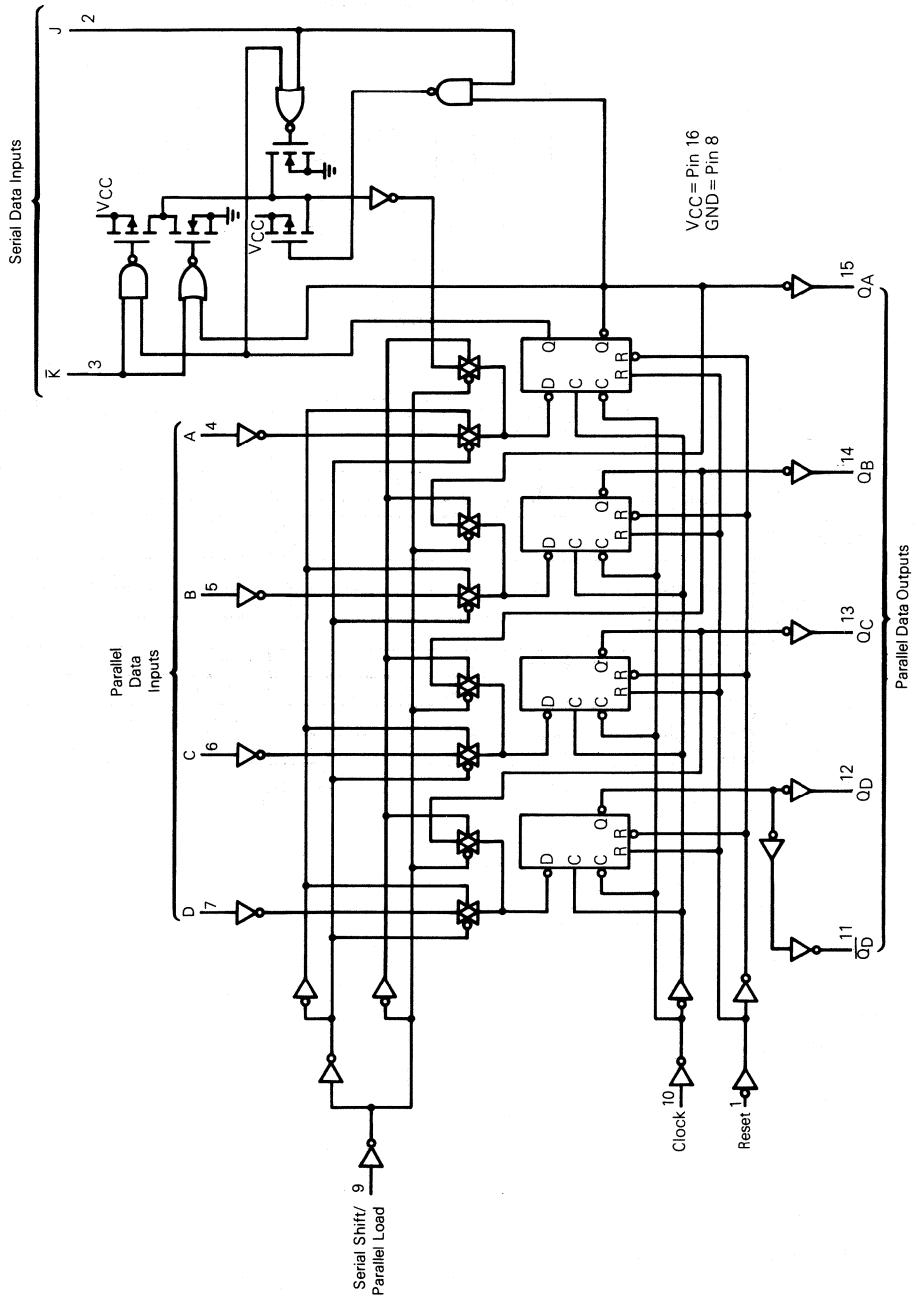 Serial Data Inputs
J
2
K̅
3
VCC
VCC
Parallel
Data
Inputs
A
4
B
5
C
6
D
7
D
C
C
Q
Q
R
R
D
C
C
Q
R
R
D
C
C
Q
R
R
D
C
C
Q
R
R
VCC = Pin 16
GND = Pin 8
15
QA
14
QB
13
QC
12
QD
11
Q̅D̅
Parallel Data Outputs
Serial Shift/
Parallel Load
9
Clock
10
Reset
1